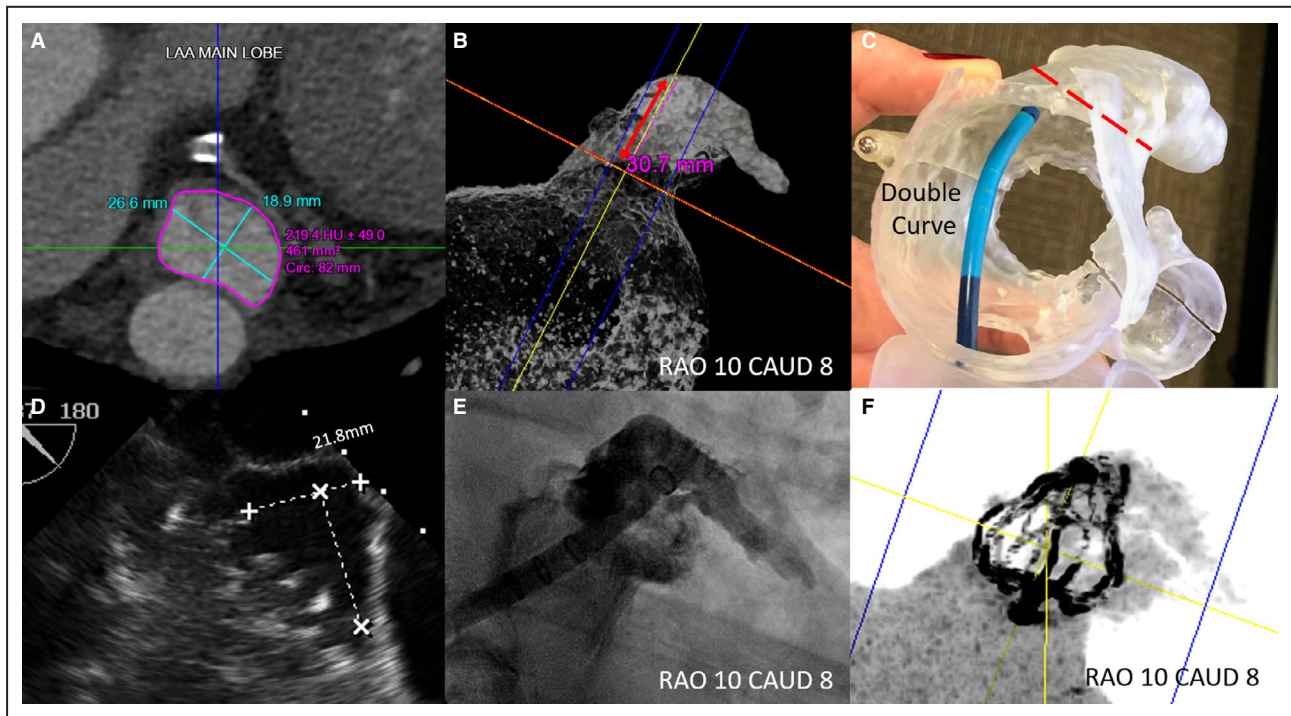 A
LAA MAIN LOBE
26.6 mm
18.9 mm
219.4 HU ± 49.0
461 mm²
Circ: 82 mm
B
30.7 mm
RAO 10 CAUD 8
C
Double
Curve
D
180
21.8mm
E
RAO 10 CAUD 8
F
RAO 10 CAUD 8